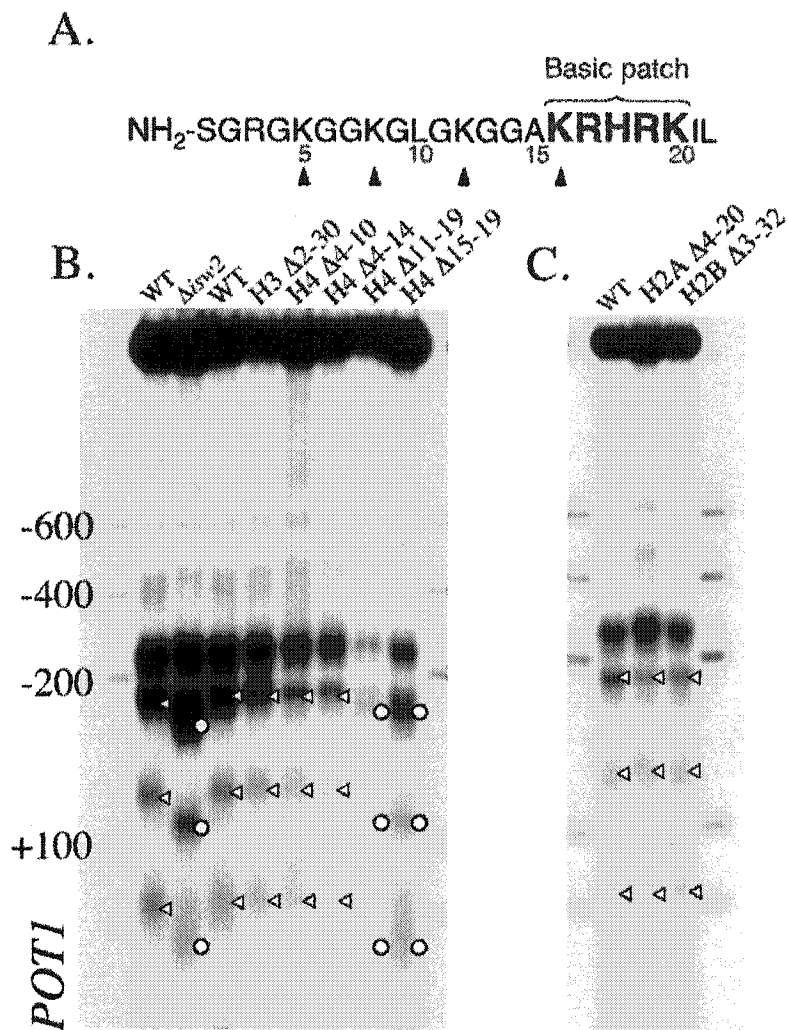 A.
Basic patch
NH2-SGRGKGGKGLGKGGAKRHRKIL
5 10 15 20
B.
WT
Δisw2
WT
H3 Δ2-30
H4 Δ4-10
H4 Δ4-14
H4 Δ11-19
H4 Δ15-19
C.
WT
H2A Δ4-20
H2B Δ3-32
-600
-400
-200
+100
POT1